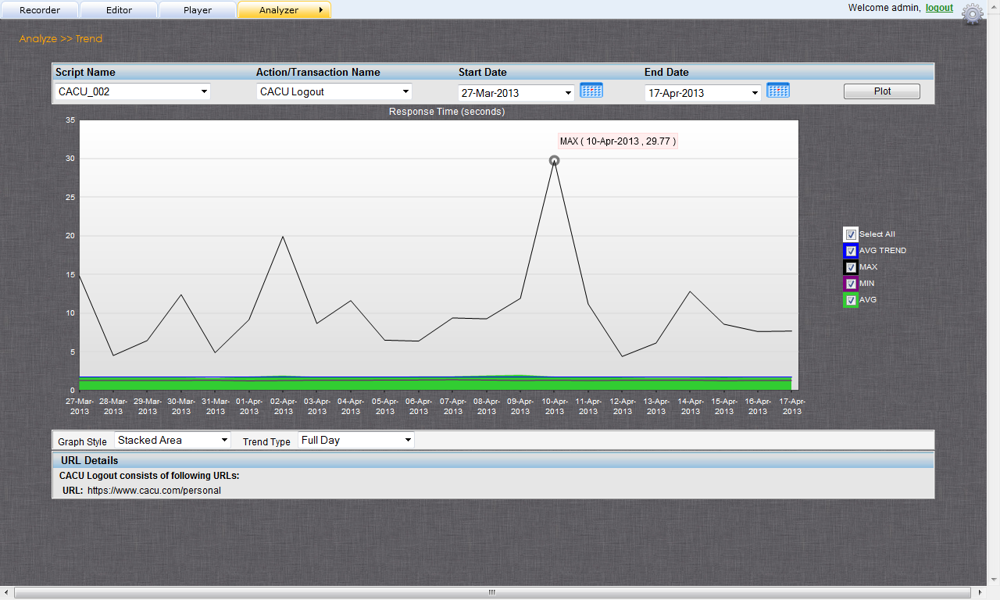 Recorder Editor Player Analyzer Welcome admin, logout
Analyze >> Trend
Script Name Action/Transaction Name Start Date End Date
CACU_002 CACU Logout 27-Mar-2013 17-Apr-2013 Plot
Response Time (seconds)
35
MAX ( 10-Apr-2013 , 29.77 )
30
25
20
15
10
5
0
Select All
AVG TREND
MAX
MIN
AVG
27-Mar-2013 28-Mar-2013 29-Mar-2013 30-Mar-2013 31-Mar-2013 01-Apr-2013 02-Apr-2013 03-Apr-2013 04-Apr-2013 05-Apr-2013 06-Apr-2013 07-Apr-2013 08-Apr-2013 09-Apr-2013 10-Apr-2013 11-Apr-2013 12-Apr-2013 13-Apr-2013 14-Apr-2013 15-Apr-2013 16-Apr-2013 17-Apr-2013
Graph Style Stacked Area Trend Type Full Day
URL Details
CACU Logout consists of following URLs:
URL: https://www.cacu.com/personal